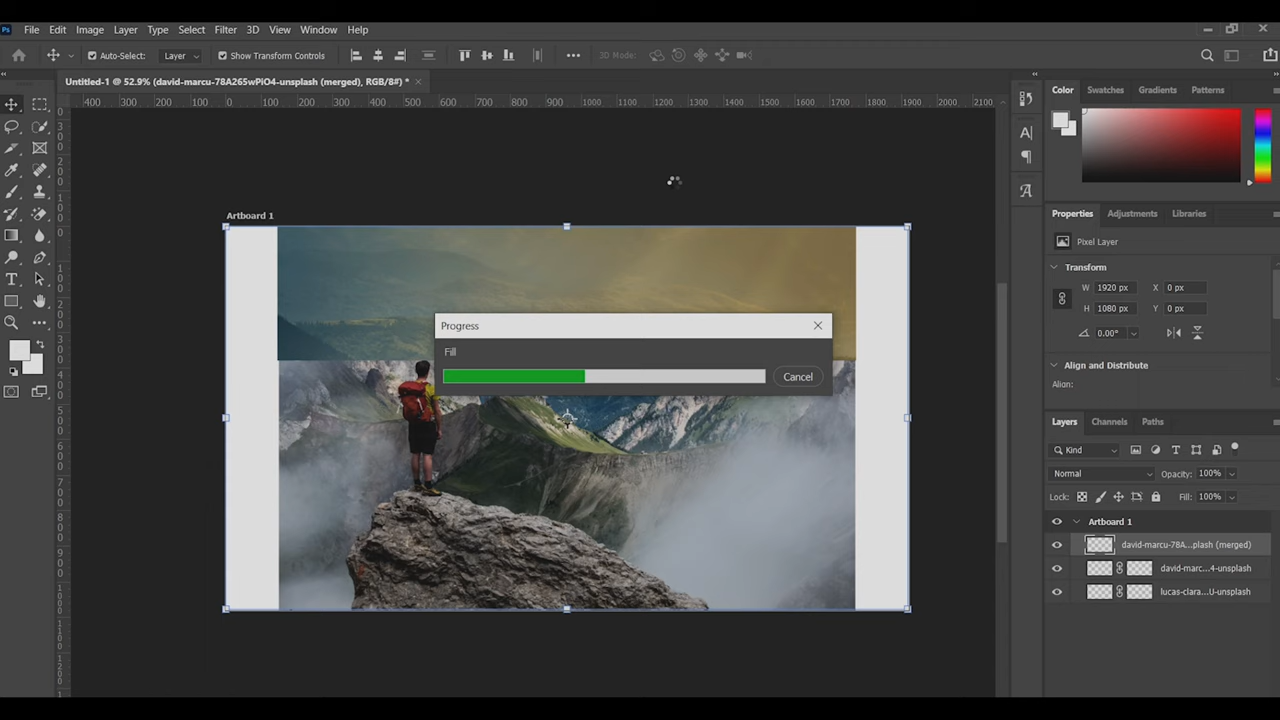 Ps File Edit Image Layer Type Select Filter 3D View Window Help
Auto-Select: Layer Show Transform Controls 3D Mode:
Untitled-1 @ 52.9% (david-marcu-78A265wPiO4-unsplash (merged), RGB/8#) *
400 300 200 100 0 100 200 300 400 500 600 700 800 900 1000 1100 1200 1300 1400 1500 1600 1700 1800 1900 2000 2100
Color Swatches Gradients Patterns
Artboard 1
Properties Adjustments Libraries
Pixel Layer
Transform
W 1920 px X 0 px
H 1080 px Y 0 px
0.00°
Progress
Fill
Cancel
Align and Distribute
Align:
Layers Channels Paths
Kind
Normal Opacity: 100%
Lock: Fill: 100%
Artboard 1
david-marcu-78A...plash (merged)
david-marc...4-unsplash
lucas-clara...U-unsplash